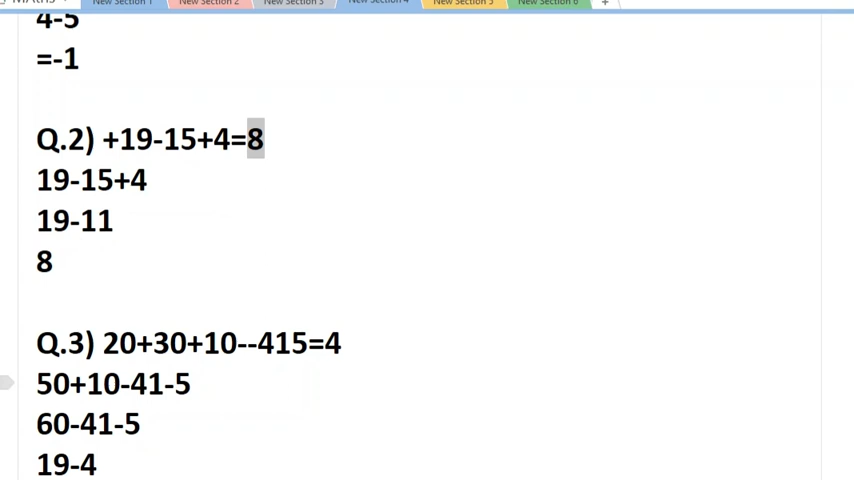 Maths
New Section 1 New Section 2 New Section 3 New Section 4 New Section 5 New Section 6 +
4-5
=-1
Q.2) +19-15+4=8
19-15+4
19-11
8
Q.3) 20+30+10--415=4
50+10-41-5
60-41-5
19-4